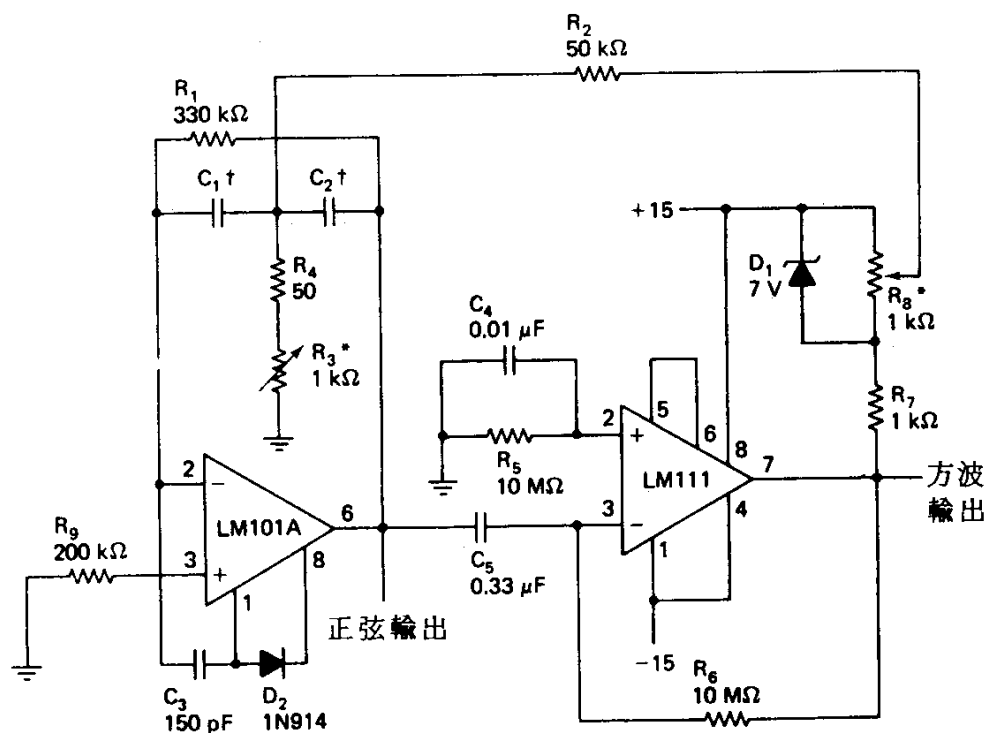 R₂
50 kΩ
R₁
330 kΩ
C₁†
C₂†
R₄
50
R₃*
1 kΩ
+15
D₁
7 V
R₈*
1 kΩ
C₄
0.01 μF
R₇
1 kΩ
5
6
2
+
8
7
R₅
10 MΩ
LM111
方波
輸出
3
−
4
1
2
−
LM101A
6
R₉
200 kΩ
3
+
8
1
C₅
0.33 μF
正弦輸出
−15
C₃
150 pF
D₂
1N914
R₆
10 MΩ